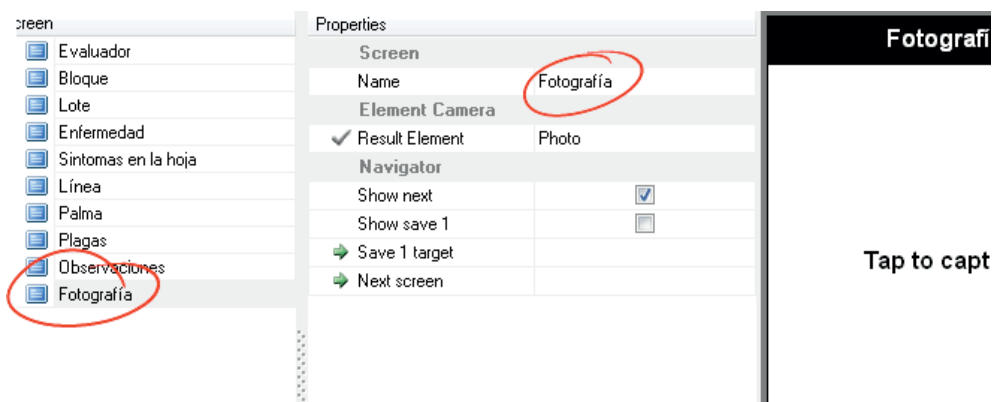 creen
Evaluador
Bloque
Lote
Enfermedad
Sintomas en la hoja
Línea
Palma
Plagas
Observaciones
Fotografía
Properties
Screen
Name Fotografía
Element Camera
Result Element Photo
Navigator
Show next
Show save 1
Save 1 target
Next screen
Fotografí
Tap to capt